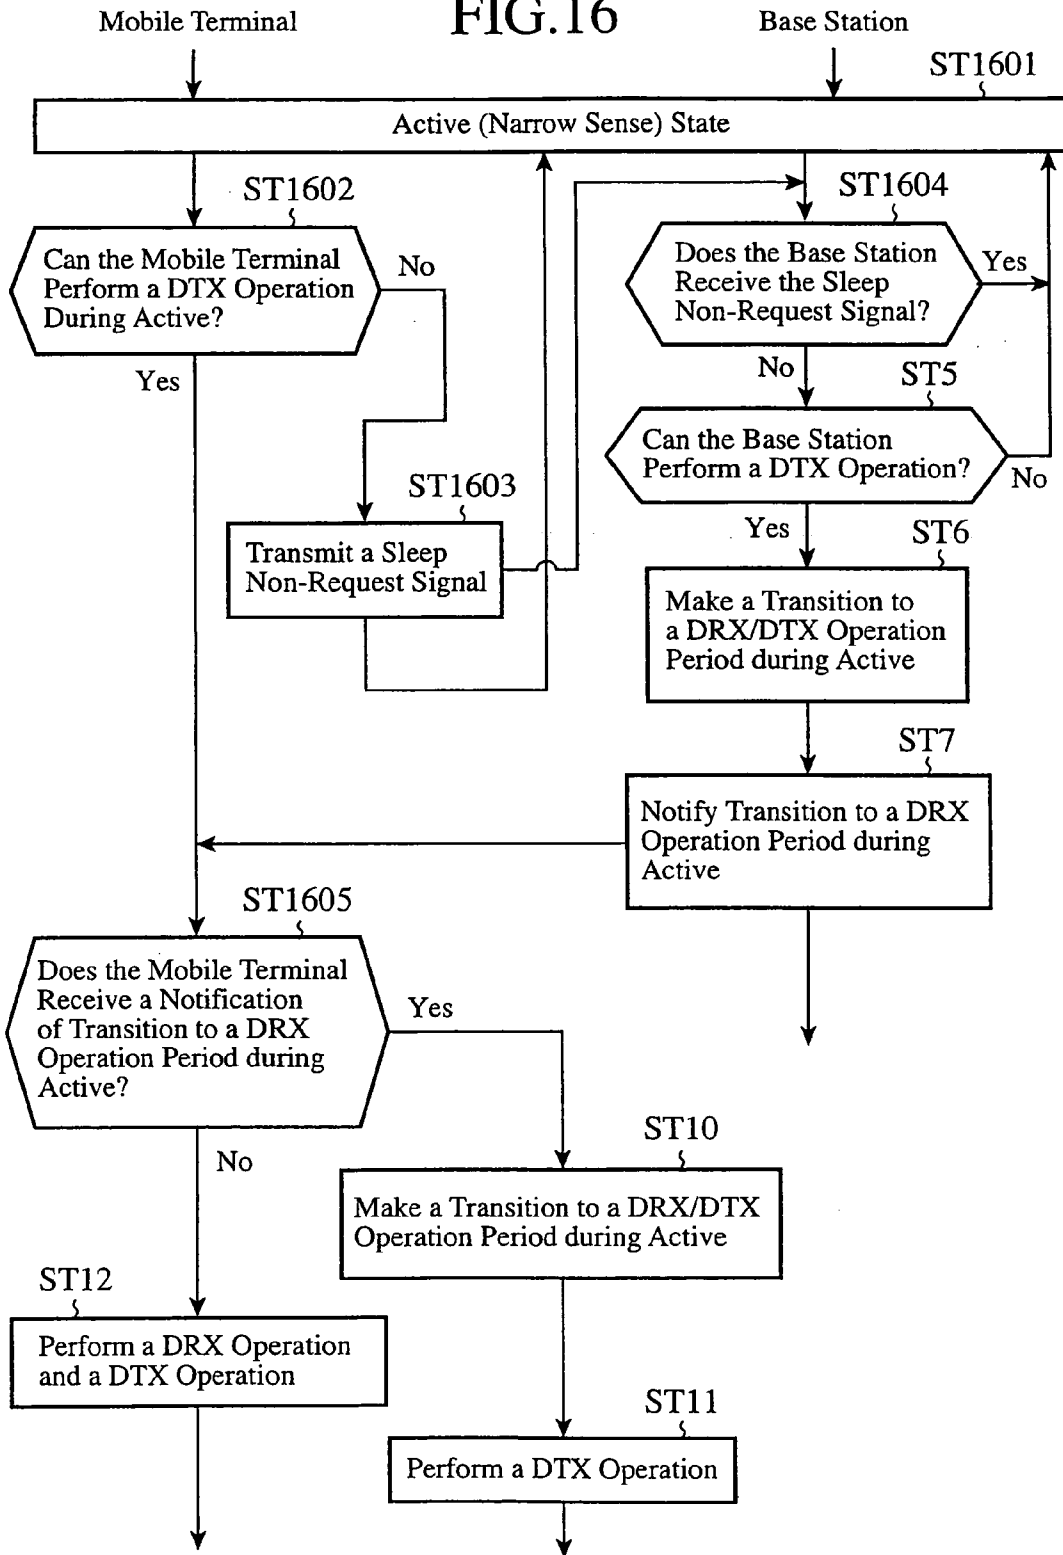 FIG.16
Mobile Terminal
Base Station
ST1601
Active (Narrow Sense) State
ST1602
Can the Mobile Terminal
Perform a DTX Operation
During Active?
No
Yes
ST1603
Transmit a Sleep
Non-Request Signal
ST1604
Does the Base Station
Receive the Sleep
Non-Request Signal?
Yes
No
ST5
Can the Base Station
Perform a DTX Operation?
No
Yes
ST6
Make a Transition to
a DRX/DTX Operation
Period during Active
ST7
Notify Transition to a DRX
Operation Period during
Active
ST1605
Does the Mobile Terminal
Receive a Notification
of Transition to a DRX
Operation Period during
Active?
Yes
No
ST10
Make a Transition to a DRX/DTX
Operation Period during Active
ST12
Perform a DRX Operation
and a DTX Operation
ST11
Perform a DTX Operation